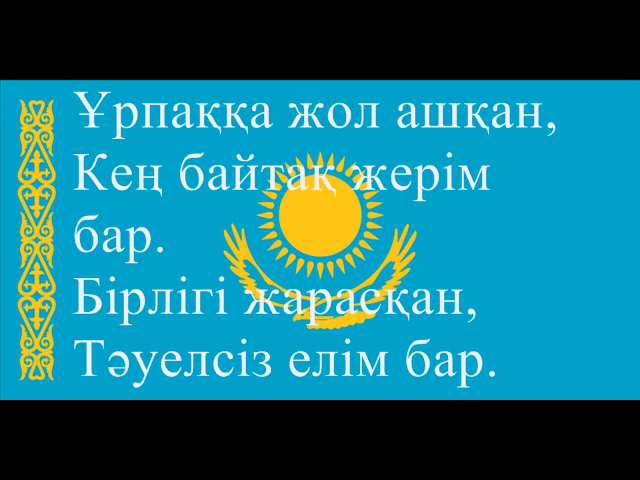 Ұрпаққа жол ашқан,
Кең байтақ жерім
бар.
Бірлігі жарасқан,
Тәуелсіз елім бар.